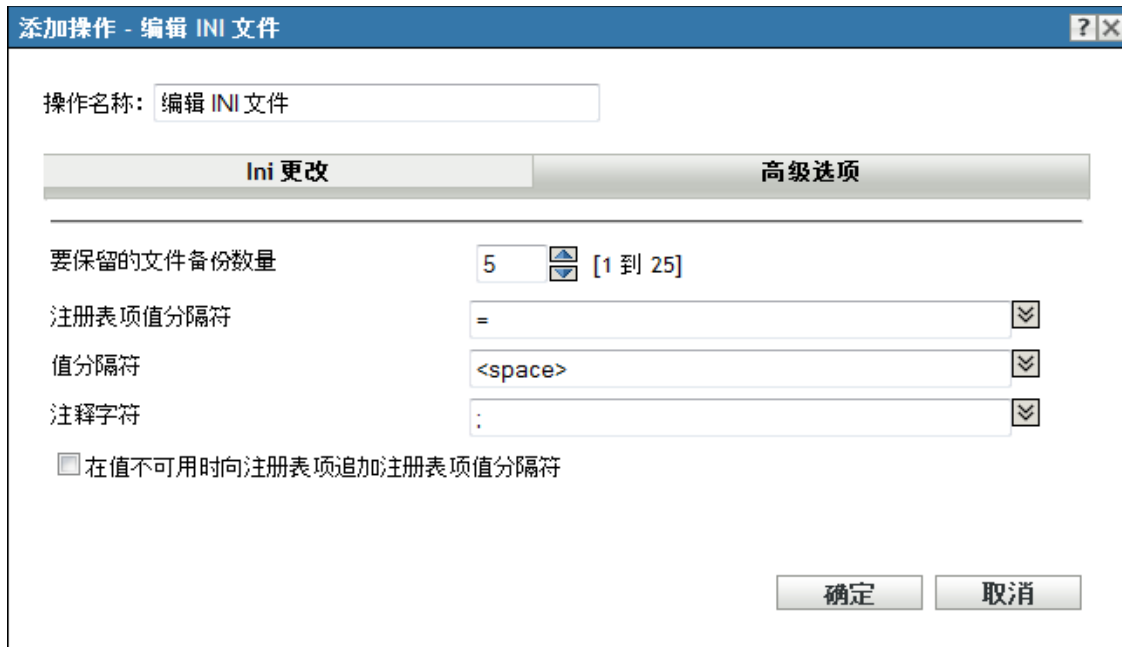 添加操作 - 编辑 INI 文件
操作名称： 编辑 INI 文件
Ini 更改 高级选项
要保留的文件备份数量 5 [1 到 25]
注册表项值分隔符 =
值分隔符 <space>
注释字符 ;
在值不可用时向注册表项追加注册表项值分隔符
确定 取消